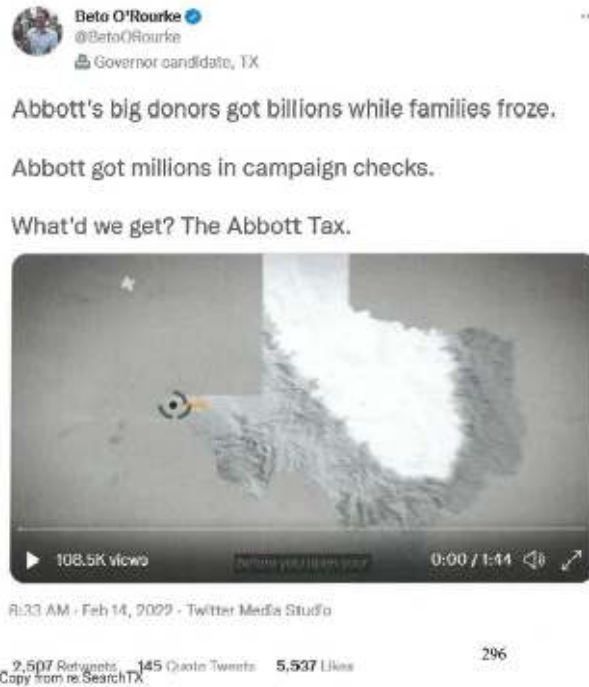 Beto O'Rourke
@BetoORourke
Governor candidate, TX
Abbott's big donors got billions while families froze.
Abbott got millions in campaign checks.
What'd we get? The Abbott Tax.
108.5K views
0:00 / 1:44
8:33 AM · Feb 14, 2022 · Twitter Media Studio
2,507 Retweets 145 Quote Tweets 5,537 Likes
296
Copy from re:SearchTX